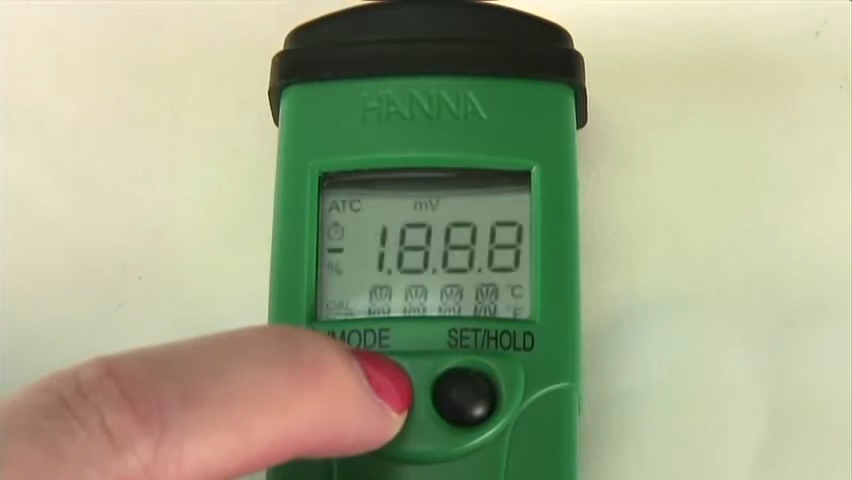 HANNA
ATC mV
1.8.8.8
%
°C
CAL °F
/MODE SET/HOLD